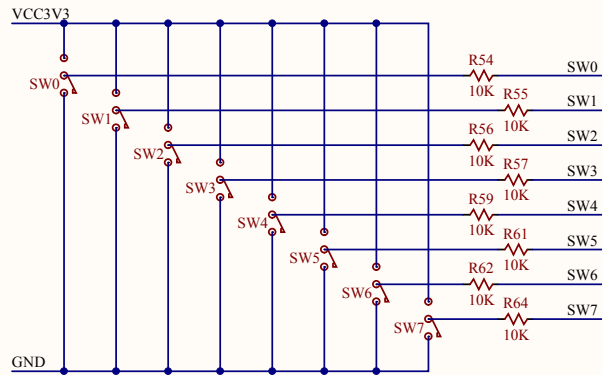 VCC3V3
R54
SW0
SW0
10K
R55
SW1
SW1
10K
R56
SW2
SW2
10K
R57
SW3
SW3
10K
R59
SW4
SW4
10K
R61
SW5
SW5
10K
R62
SW6
SW6
10K
R64
SW7
SW7
10K
GND